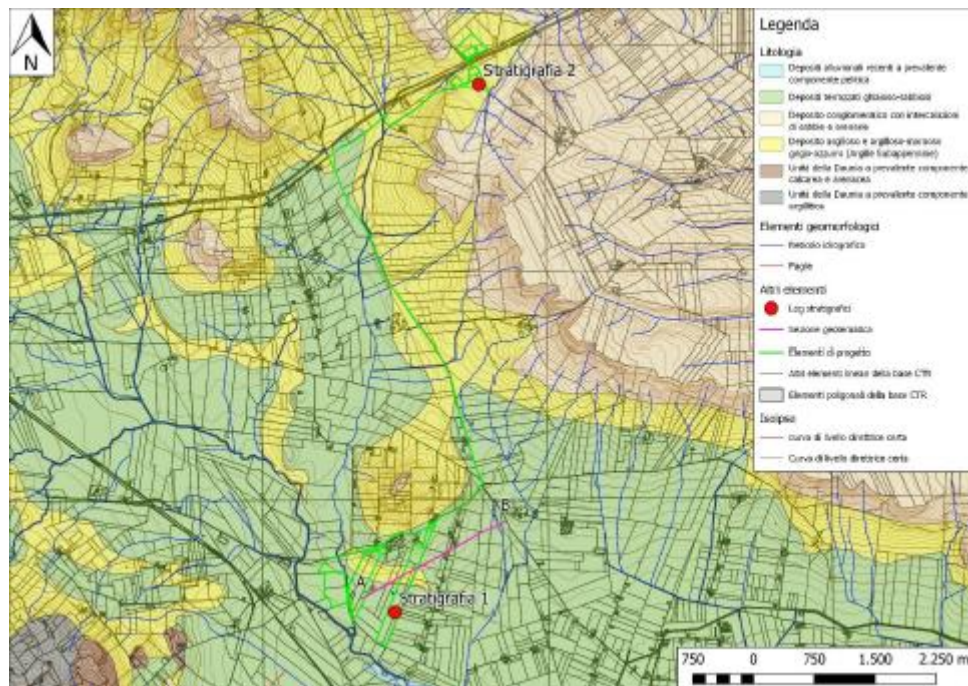 N
Stratigrafia 2
B
A
Stratigrafia 1
Legenda
Litologia
Depositi alluvionali recenti a prevalente
componente pelitica
Depositi terrazzati ghiaioso-sabbiosi
Deposito conglomeratico con intercalazioni
di sabbie e arenarie
Deposito argilloso e argilloso-marnoso
grigio-azzurro (Argille Subappennine)
Unità della Daunia a prevalente componente
calcarea e arenacea
Unità della Daunia a prevalente componente
argillitica
Elementi geomorfologici
Reticolo idrografico
Faglie
Altri elementi
Log stratigrafici
Sezione geolitologica
Elementi di progetto
Altri elementi lineari della base CTR
Elementi poligonali della base CTR
Isoipse
curva di livello direttrice certa
Curva di livello direttrice certa
750 0 750 1.500 2.250 m